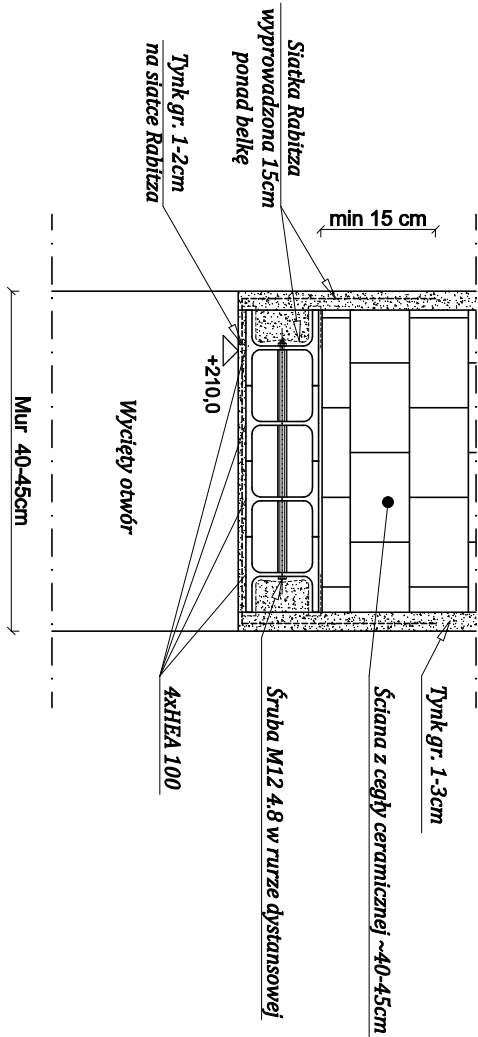 Siatka Rabitza
wyprowadzona 15cm
ponad belkę
Tynk gr. 1-2cm
na siatce Rabitza
min 15 cm
+210,0
Wycięty otwór
Mur 40-45cm
Tynk gr. 1-3cm
Ściana z cegły ceramicznej ~40-45cm
Śruba M12 4.8 w rurze dystansowej
4xHEA 100